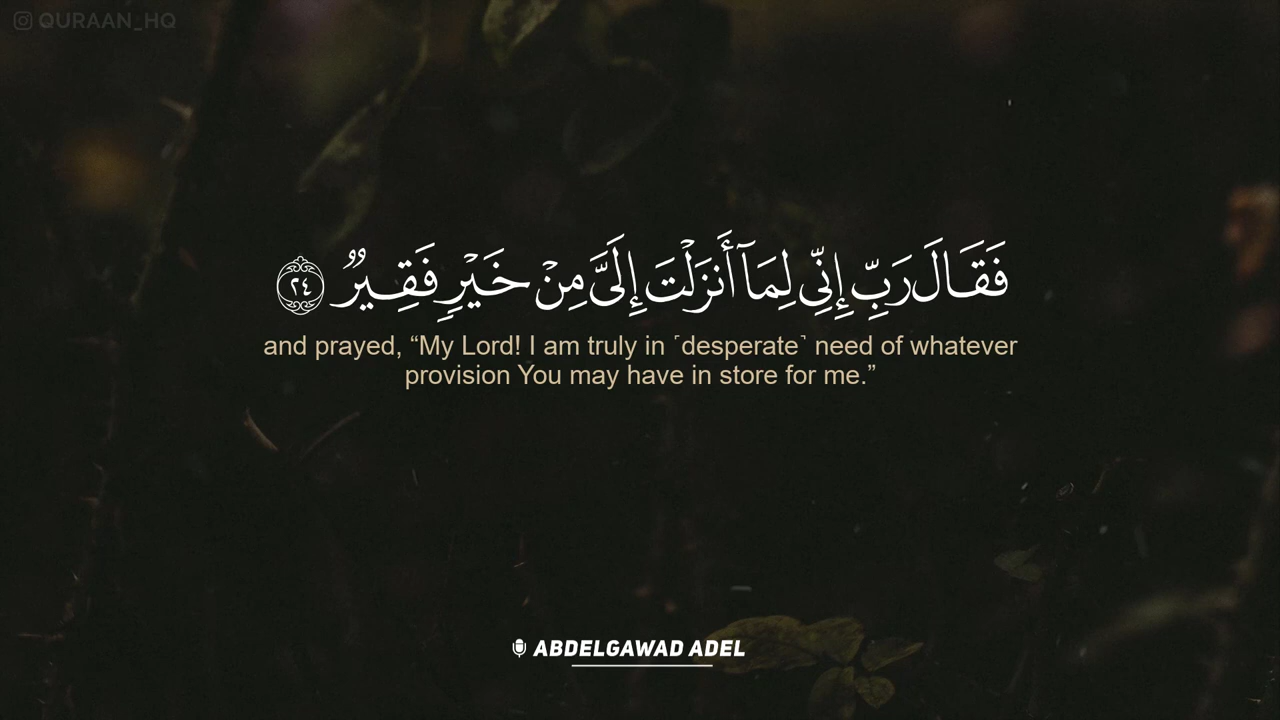 QURAAN_HQ
فَقَالَ رَبِّ إِنِّى لِمَآ أَنزَلْتَ إِلَىَّ مِنْ خَيْرٍ فَقِيرٌ ٢٤
and prayed, “My Lord! I am truly in ˹desperate˺ need of whatever
provision You may have in store for me.”
ABDELGAWAD ADEL